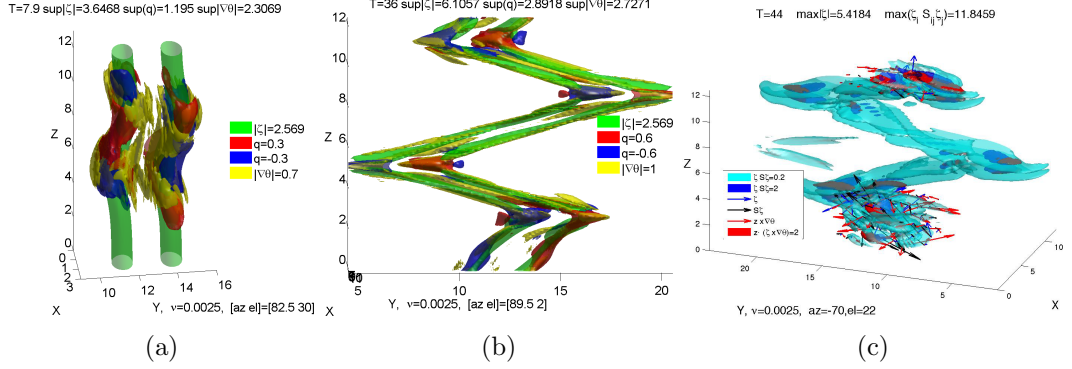 T=7.9 sup|ζ|=3.6468 sup(q)=1.195 sup|∇θ|=2.3069
12
10
8
Z
6
4
2
0
0
1
2
3
10 12 14 16
X
Y, ν=0.0025, [az el]=[82.5 30]
|ζ|=2.569
q=0.3
q=-0.3
|∇θ|=0.7
(a)
T=36 sup|ζ|=6.1057 sup(q)=2.8918 sup|∇θ|=2.7271
12
10
8
Z
6
4
2
0
5 10 15 20
X
Y, ν=0.0025, [az el]=[89.5 2]
|ζ|=2.569
q=0.6
q=-0.6
|∇θ|=1
(b)
T=44 max|ζ|=5.4184 max(ζi Sij ζj)=11.8459
12
10
8
6
Z
4
2
0
ζ Sζ=0.2
ζ Sζ=2
ζ
Sζ
z x∇θ
z· (ζ x∇θ)=2
20
15
10
5
0
0
5
10
X
Y, ν=0.0025, az=-70,el=22
(c)